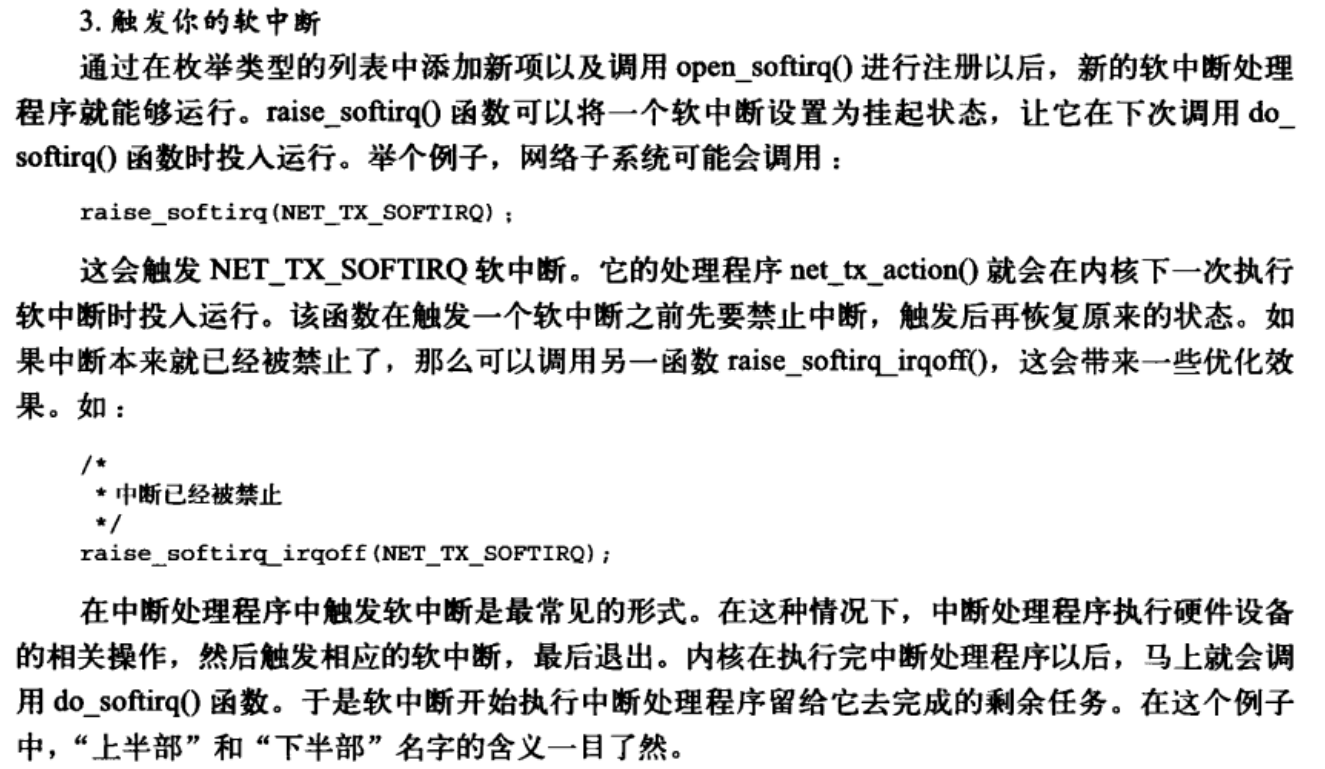 3. 触发你的软中断
通过在枚举类型的列表中添加新项以及调用 open_softirq() 进行注册以后，新的软中断处理
程序就能够运行。raise_softirq() 函数可以将一个软中断设置为挂起状态，让它在下次调用 do_
softirq() 函数时投入运行。举个例子，网络子系统可能会调用：
raise_softirq(NET_TX_SOFTIRQ);
这会触发 NET_TX_SOFTIRQ 软中断。它的处理程序 net_tx_action() 就会在内核下一次执行
软中断时投入运行。该函数在触发一个软中断之前先要禁止中断，触发后再恢复原来的状态。如
果中断本来就已经被禁止了，那么可以调用另一函数 raise_softirq_irqoff()，这会带来一些优化效
果。如：
/*
* 中断已经被禁止
*/
raise_softirq_irqoff(NET_TX_SOFTIRQ);
在中断处理程序中触发软中断是最常见的形式。在这种情况下，中断处理程序执行硬件设备
的相关操作，然后触发相应的软中断，最后退出。内核在执行完中断处理程序以后，马上就会调
用 do_softirq() 函数。于是软中断开始执行中断处理程序留给它去完成的剩余任务。在这个例子
中，“上半部”和“下半部”名字的含义一目了然。